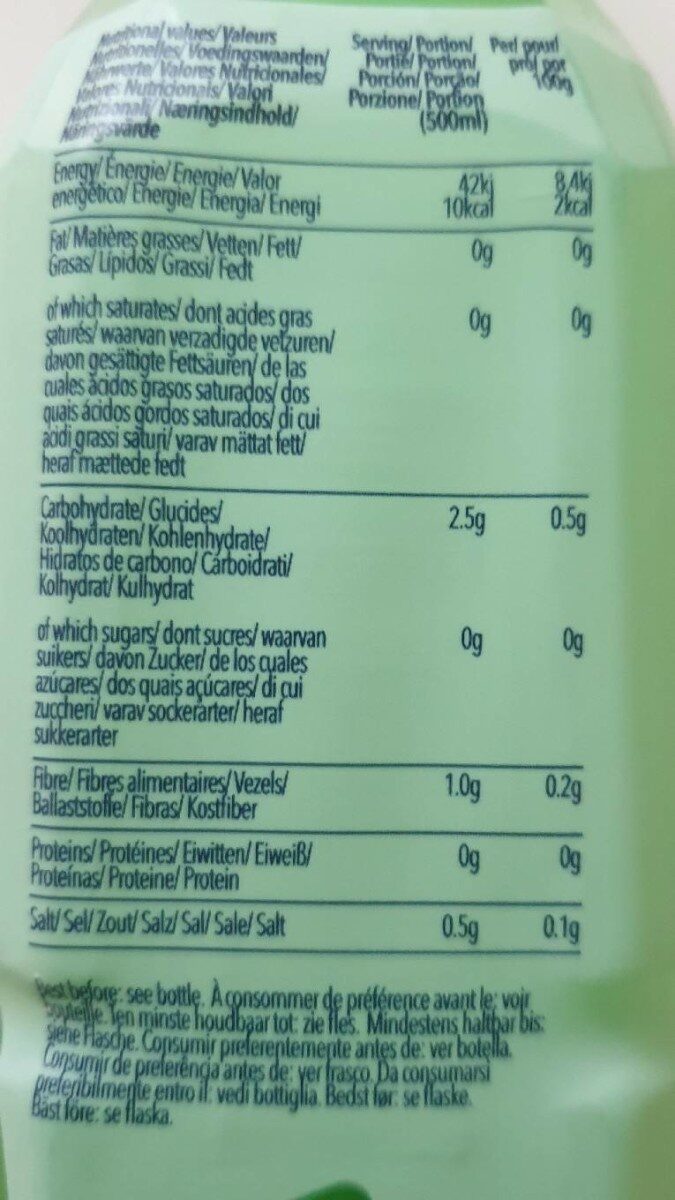 Nutritional values/ Valeurs
Nutritionelles/ Voedingswaarden/
Nährwerte/ Valores Nutricionales/
Valores Nutricionais/ Valori
Nutrizionali/ Næringsindhold/
Näringsvärde
Serving/ Portion/
Portie/ Portion/
Porción/ Porção/
Porzione/ Portion
(500ml)
Per/ pour/
pro/ por
100g
Energy/ Énergie/ Energie/ Valor
energético/ Energie/ Energia/ Energi
42kj 8,4kj
10kcal 2kcal
Fat/ Matières grasses/ Vetten/ Fett/
Grasas/ Lípidos/ Grassi/ Fedt
0g 0g
of which saturates/ dont acides gras
saturés/ waarvan verzadigde vetzuren/
davon gesättigte Fettsäuren/ de las
cuales ácidos grasos saturados/ dos
quais ácidos gordos saturados/ di cui
acidi grassi saturi/ varav mättat fett/
heraf mættede fedt
0g 0g
Carbohydrate/ Glucides/
Koolhydraten/ Kohlenhydrate/
Hidratos de carbono/ Carboidrati/
Kolhydrat/ Kulhydrat
2.5g 0.5g
of which sugars/ dont sucres/ waarvan
suikers/ davon Zucker/ de los cuales
azúcares/ dos quais açúcares/ di cui
zuccheri/ varav sockerarter/ heraf
sukkerarter
0g 0g
Fibre/ Fibres alimentaires/ Vezels/
Ballaststoffe/ Fibras/ Kostfiber
1.0g 0.2g
Proteins/ Protéines/ Eiwitten/ Eiweiß/
Proteínas/ Proteine/ Protein
0g 0g
Salt/ Sel/ Zout/ Salz/ Sal/ Sale/ Salt
0.5g 0.1g
Best before: see bottle. À consommer de préférence avant le: voir
bouteille Ten minste houdbaar tot: zie fles. Mindestens haltbar bis:
siehe Flasche. Consumir preferentemente antes de: ver botella.
Consumir de preferência antes de: ver frasco. Da consumarsi
preferibilmente entro il: vedi bottiglia. Bedst før: se flaske.
Bäst före: se flaska.